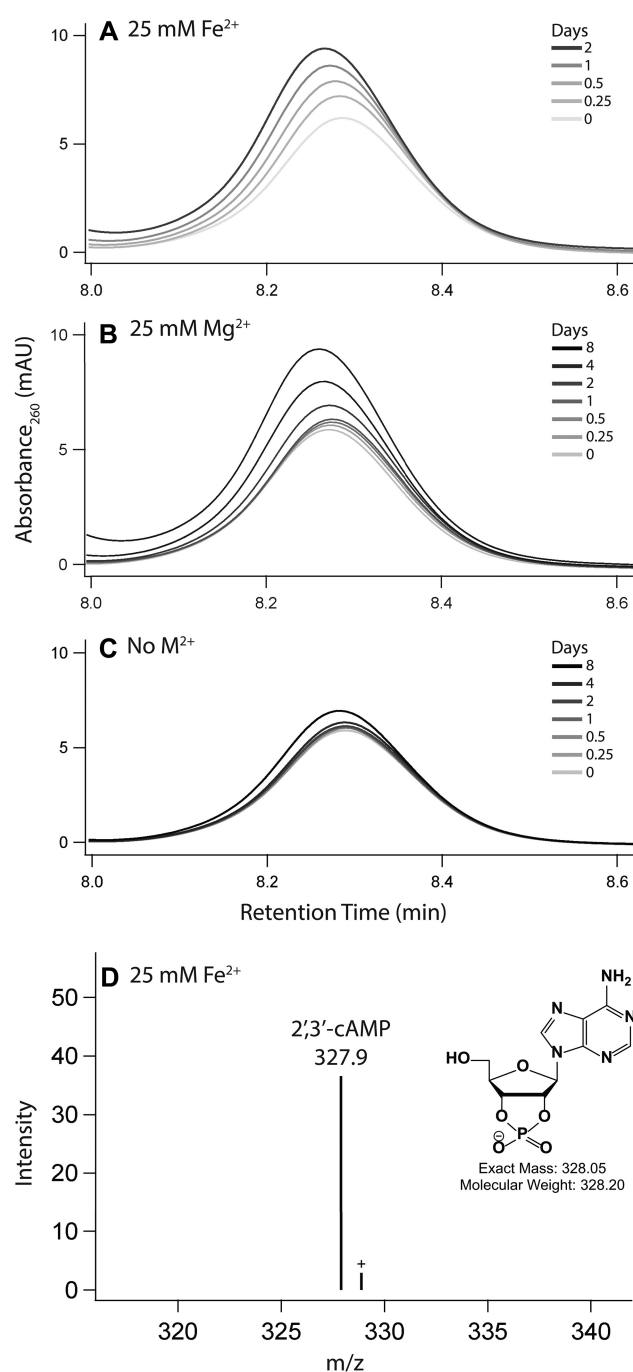 A 25 mM Fe²⁺
Days
2
1
0.5
0.25
0
10
5
0
8.0 8.2 8.4 8.6
B 25 mM Mg²⁺
Days
8
4
2
1
0.5
0.25
0
10
5
0
8.0 8.2 8.4 8.6
Absorbance₂₆₀ (mAU)
C No M²⁺
Days
8
4
2
1
0.5
0.25
0
10
5
0
8.0 8.2 8.4 8.6
Retention Time (min)
D 25 mM Fe²⁺
2',3'-cAMP
327.9
+
50
40
30
20
10
0
Intensity
NH₂
N N
N N
HO O
O O
P
⊖
O O
Exact Mass: 328.05
Molecular Weight: 328.20
320 325 330 335 340
m/z